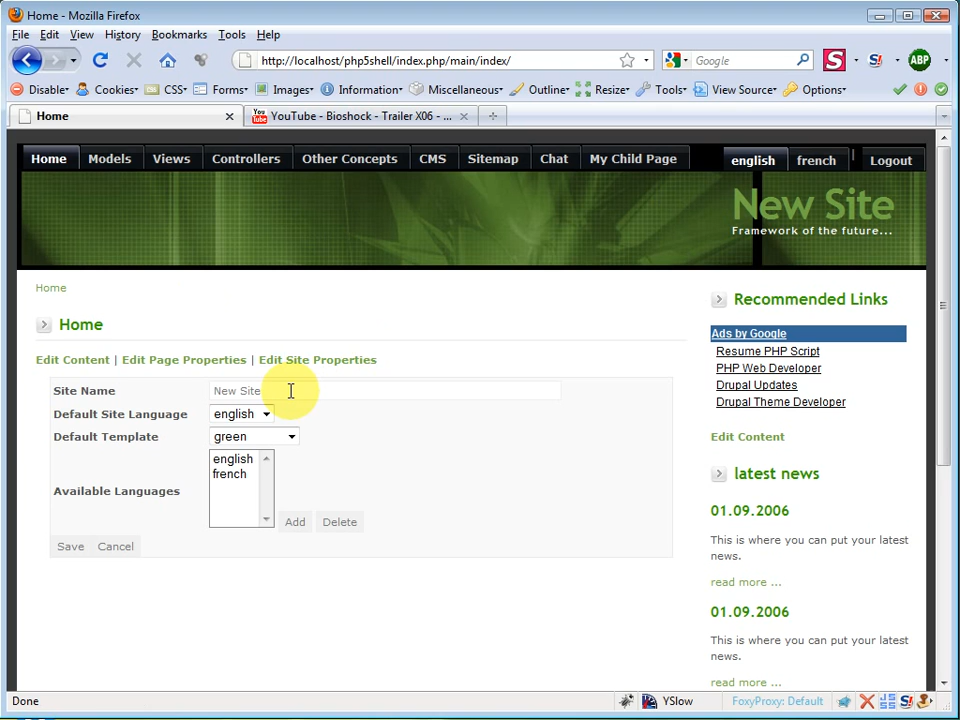 Home - Mozilla Firefox
File Edit View History Bookmarks Tools Help
http://localhost/php5shell/index.php/main/index/
Google
S
S!
ABP
Disable Cookies CSS Forms Images Information Miscellaneous Outline Resize Tools View Source Options
Home
You Tube
YouTube - Bioshock - Trailer X06 - ...
Home Models Views Controllers Other Concepts CMS Sitemap Chat My Child Page english french | Logout
New Site
Framework of the future...
Home
Home
Edit Content | Edit Page Properties | Edit Site Properties
Site Name New Site
Default Site Language english
Default Template green
Available Languages
english
french
Add Delete
Save Cancel
Recommended Links
Ads by Google
Resume PHP Script
PHP Web Developer
Drupal Updates
Drupal Theme Developer
Edit Content
latest news
01.09.2006
This is where you can put your latest
news.
read more ...
01.09.2006
This is where you can put your latest
news.
read more ...
Done
YSlow
FoxyProxy: Default